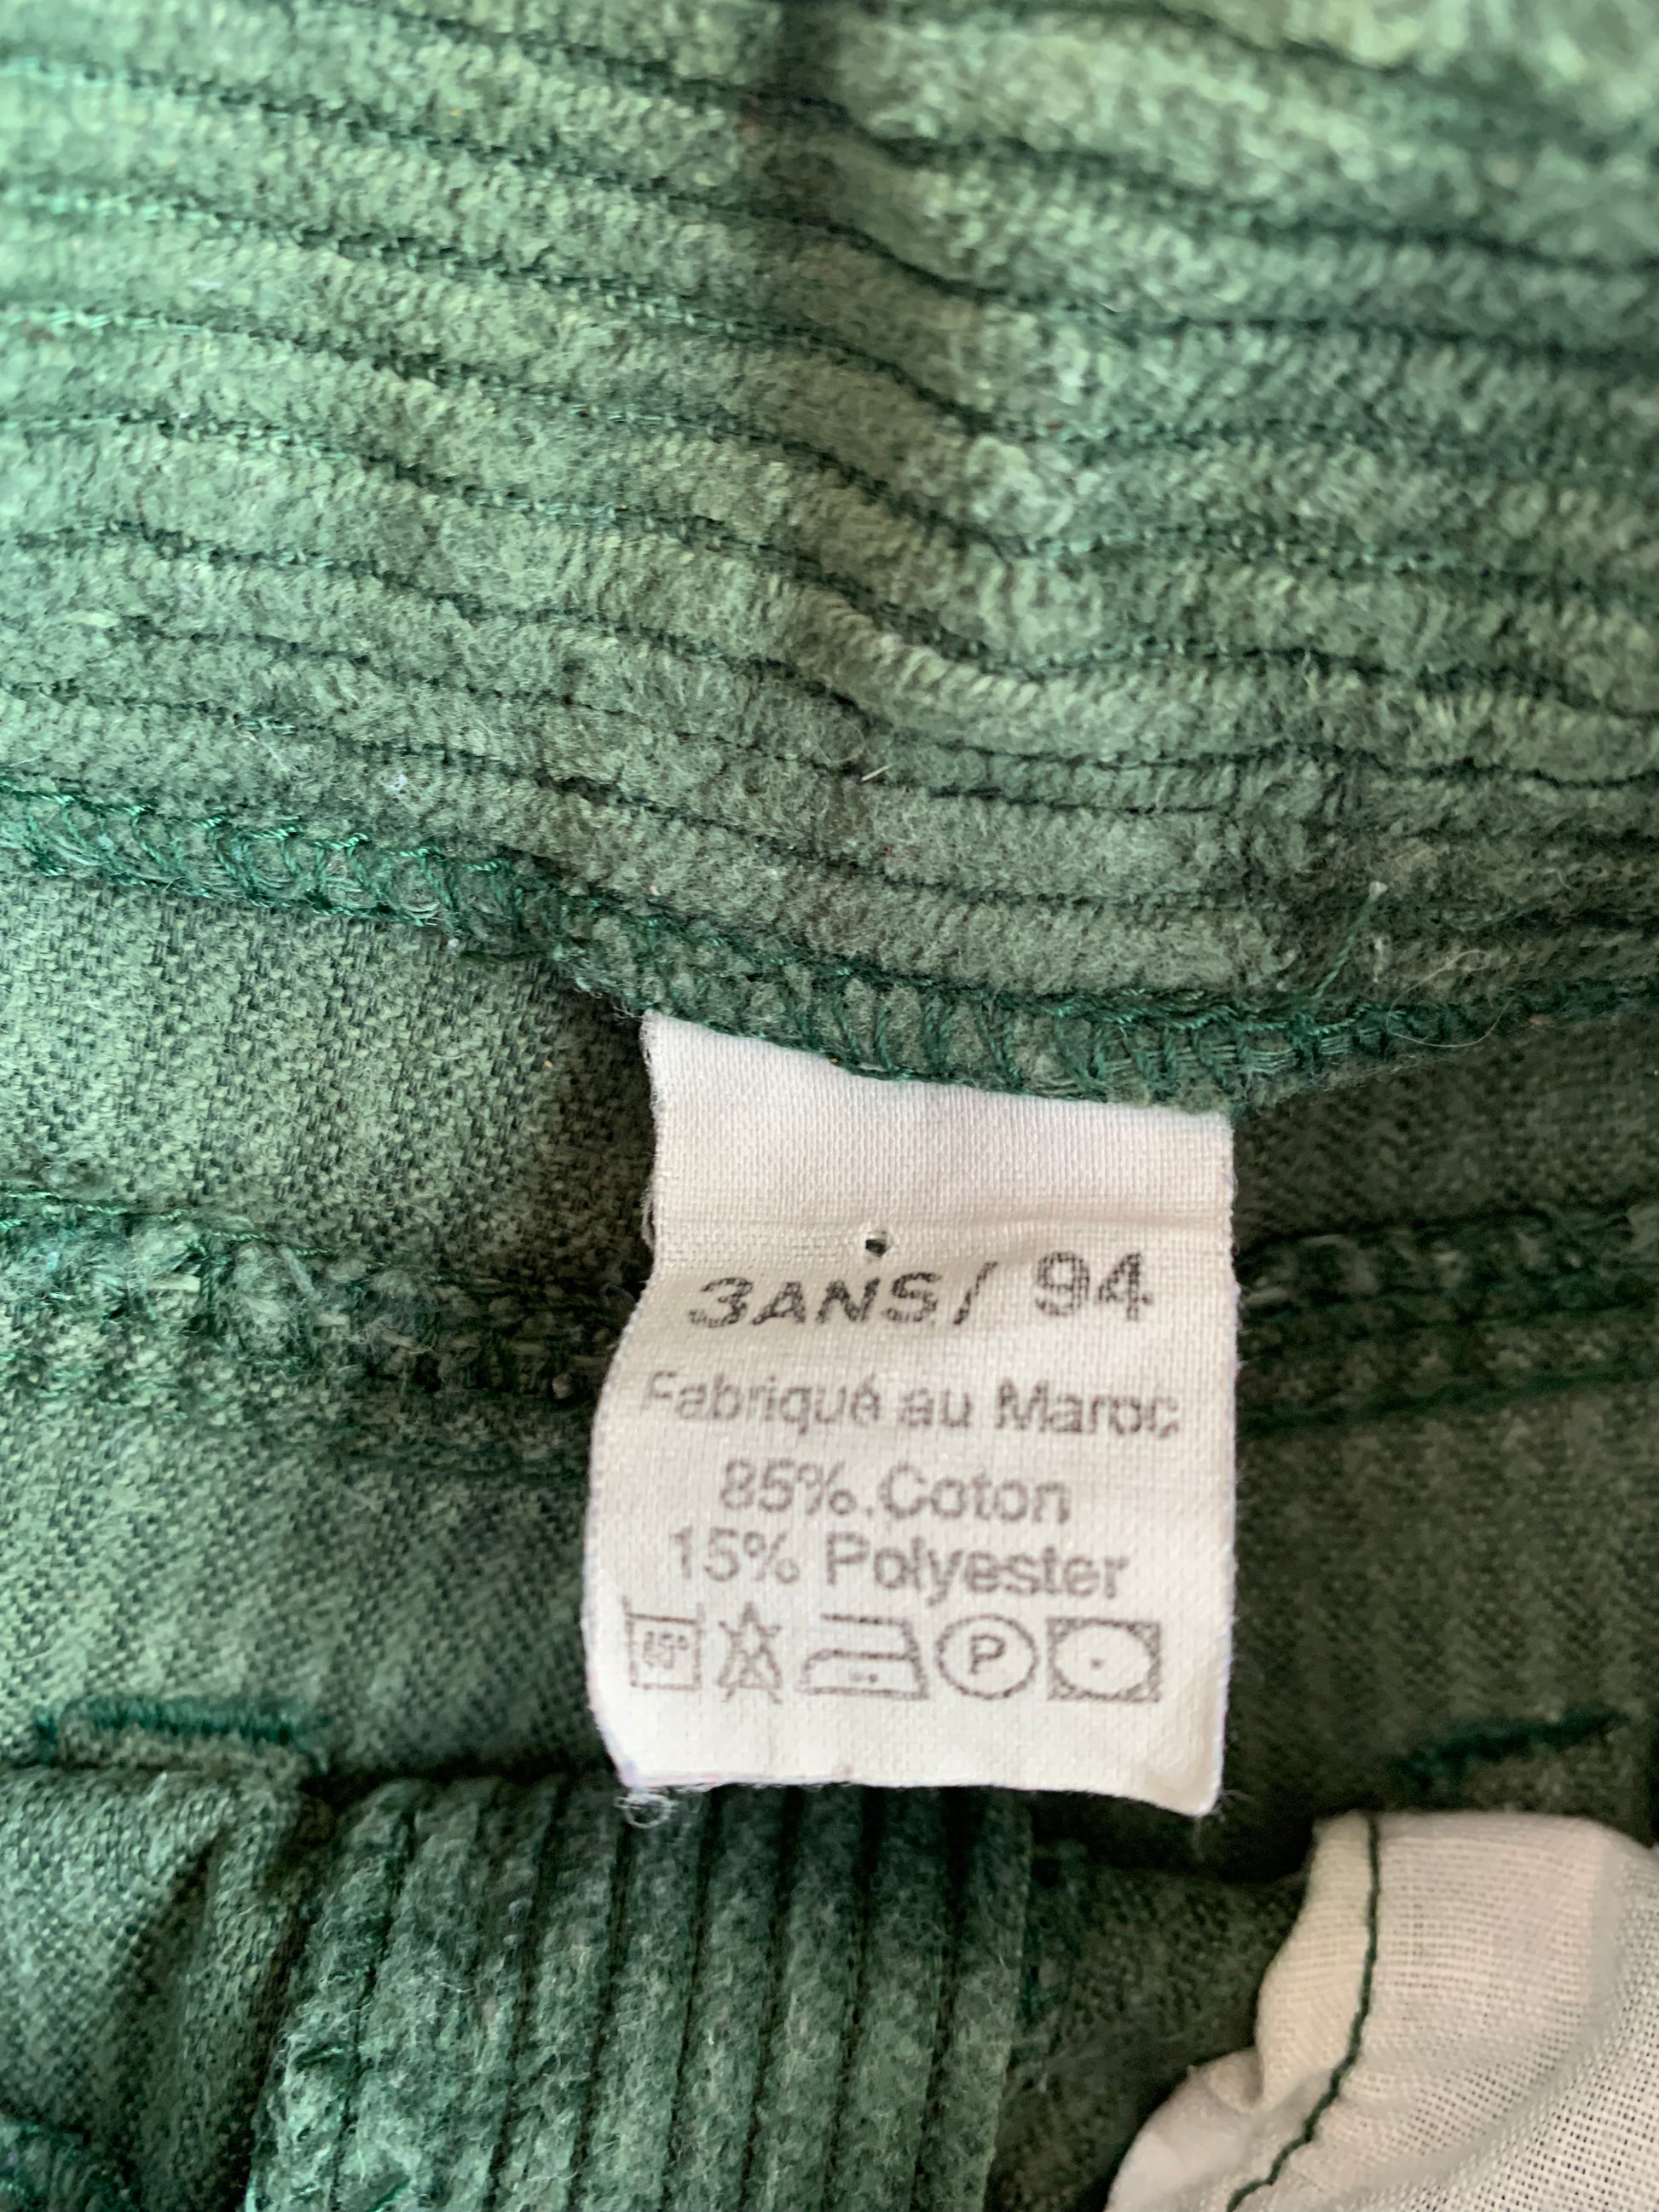 3ANS/ 94
Fabriqué au Maroc
85%.Coton
15% Polyester
P